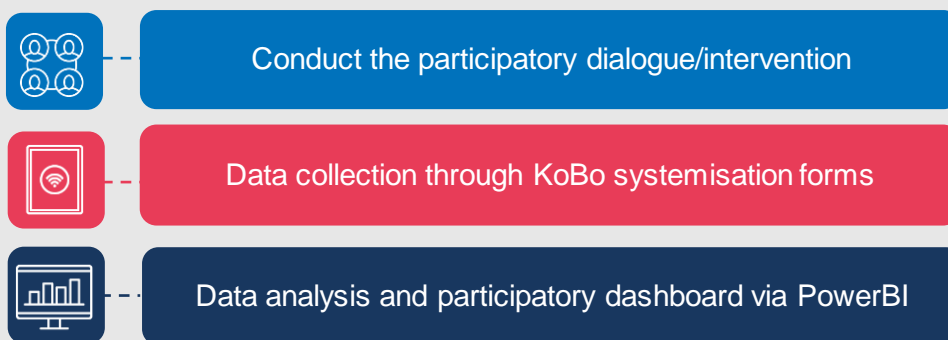 Conduct the participatory dialogue/intervention
Data collection through KoBo systemisation forms
Data analysis and participatory dashboard via PowerBI